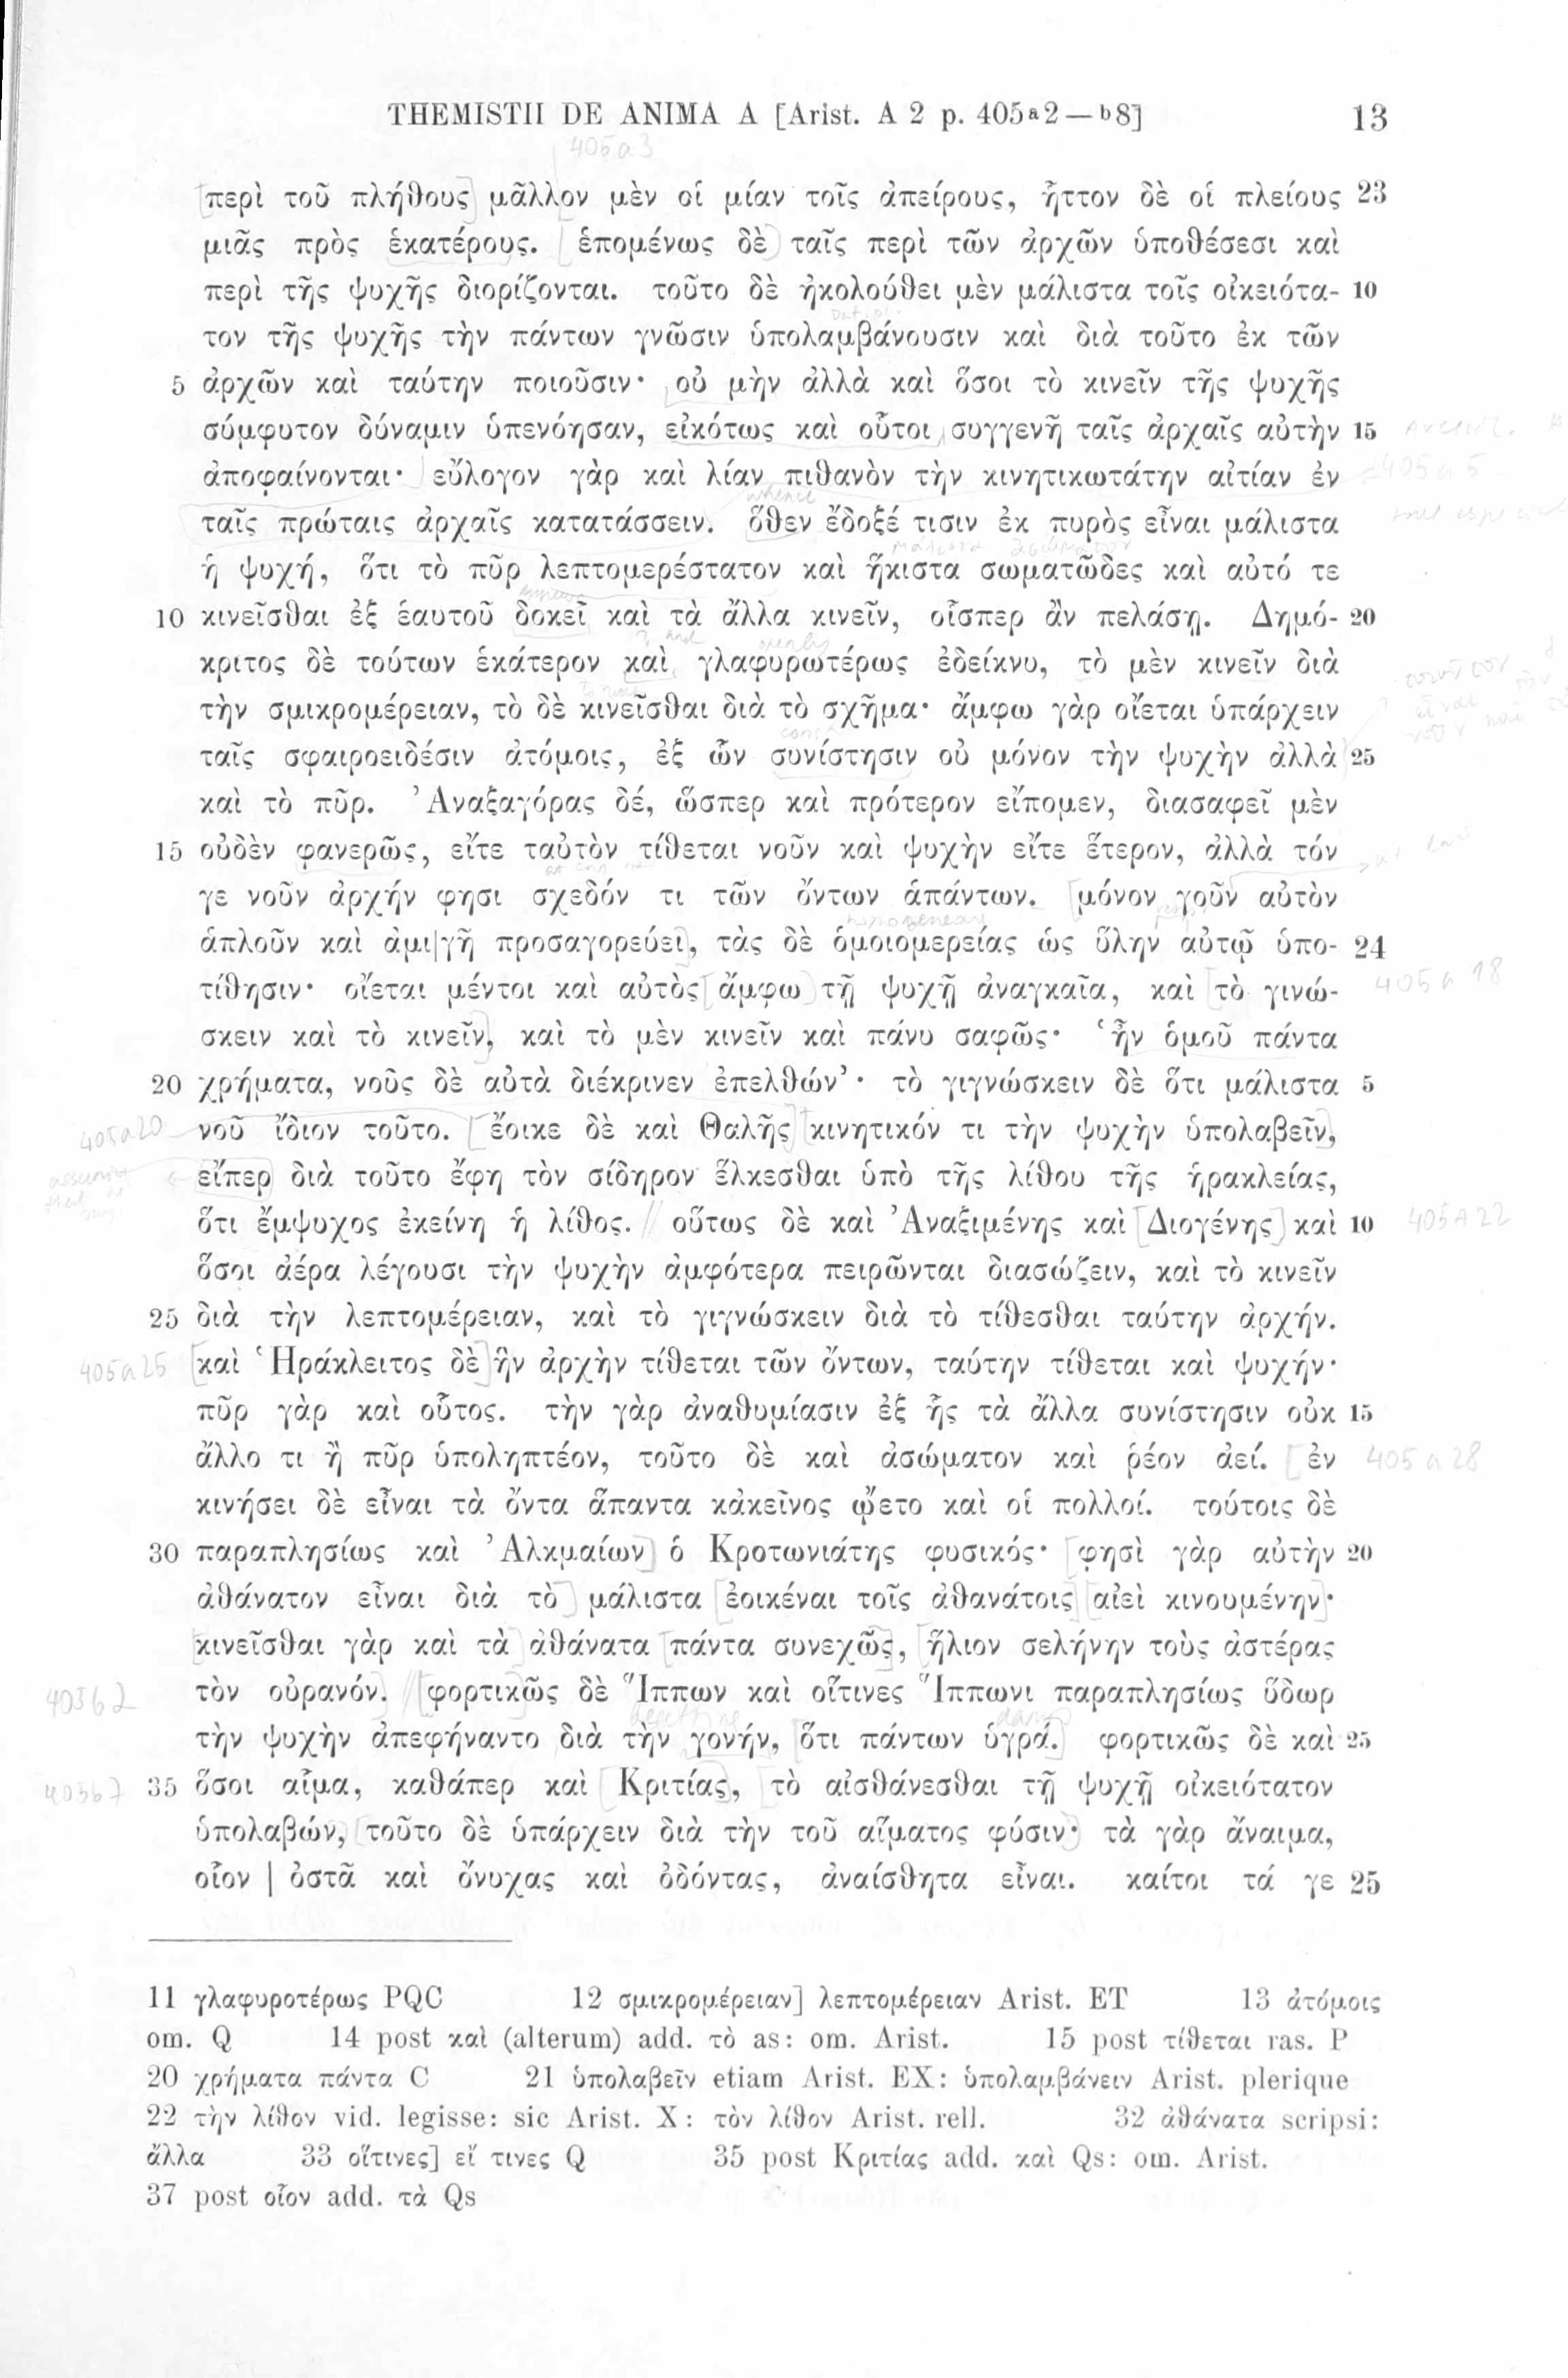 THEMISTII DE ANIMA A [Arist. A 2 p. 405a2 — b8] 13
405a3
περὶ τοῦ πλήθους μᾶλλον μὲν οἱ μίαν τοῖς ἀπείρους, ἧττον δὲ οἱ πλείους 23
μιᾶς πρὸς ἑκατέρους. ἑπομένως δὲ ταῖς περὶ τῶν ἀρχῶν ὑποθέσεσι καὶ
περὶ τῆς ψυχῆς διορίζονται. τοῦτο δὲ ἠκολούθει μὲν μάλιστα τοῖς οἰκειότα- 10
τον τῆς ψυχῆς τὴν πάντων γνῶσιν ὑπολαμβάνουσιν καὶ διὰ τοῦτο ἐκ τῶν
5 ἀρχῶν καὶ ταύτην ποιοῦσιν· οὐ μὴν ἀλλὰ καὶ ὅσοι τὸ κινεῖν τῆς ψυχῆς
σύμφυτον δύναμιν ὑπενόησαν, εἰκότως καὶ οὗτοι συγγενῆ ταῖς ἀρχαῖς αὐτὴν 15
ἀποφαίνονται· εὔλογον γὰρ καὶ λίαν πιθανὸν τὴν κινητικωτάτην αἰτίαν ἐν 405a5
whence
ταῖς πρώταις ἀρχαῖς κατατάσσειν. ὅθεν ἔδοξέ τισιν ἐκ πυρὸς εἶναι μάλιστα
ἡ ψυχή, ὅτι τὸ πῦρ λεπτομερέστατον καὶ ἥκιστα σωματῶδες καὶ αὐτό τε
10 κινεῖσθαι ἐξ ἑαυτοῦ δοκεῖ καὶ τὰ ἄλλα κινεῖν, οἷσπερ ἂν πελάσῃ. Δημό- 20
κριτος δὲ τούτων ἑκάτερον καὶ γλαφυρωτέρως ἐδείκνυ, τὸ μὲν κινεῖν διὰ
τὴν σμικρομέρειαν, τὸ δὲ κινεῖσθαι διὰ τὸ σχῆμα· ἄμφω γὰρ οἴεται ὑπάρχειν
ταῖς σφαιροειδέσιν ἀτόμοις, ἐξ ὧν συνίστησιν οὐ μόνον τὴν ψυχὴν ἀλλὰ 25
καὶ τὸ πῦρ. Ἀναξαγόρας δέ, ὥσπερ καὶ πρότερον εἴπομεν, διασαφεῖ μὲν
15 οὐδὲν φανερῶς, εἴτε ταὐτὸν τίθεται νοῦν καὶ ψυχὴν εἴτε ἕτερον, ἀλλὰ τόν
γε νοῦν ἀρχήν φησι σχεδόν τι τῶν ὄντων ἁπάντων. μόνον γοῦν αὐτὸν
ἁπλοῦν καὶ ἀμι|γῆ προσαγορεύει, τὰς δὲ ὁμοιομερείας ὡς ὕλην αὐτῷ ὑπο- 24
τίθησιν· οἴεται μέντοι καὶ αὐτὸς ἄμφω τῇ ψυχῇ ἀναγκαῖα, καὶ τὸ γινώ- 405a18
σκειν καὶ τὸ κινεῖν, καὶ τὸ μὲν κινεῖν καὶ πάνυ σαφῶς· ‘ἦν ὁμοῦ πάντα
20 χρήματα, νοῦς δὲ αὐτὰ διέκρινεν ἐπελθών’· τὸ γιγνώσκειν δὲ ὅτι μάλιστα 5
405a20 νοῦ ἴδιον τοῦτο. ἔοικε δὲ καὶ Θαλῆς κινητικόν τι τὴν ψυχὴν ὑπολαβεῖν,
εἴπερ διὰ τοῦτο ἔφη τὸν σίδηρον ἕλκεσθαι ὑπὸ τῆς λίθου τῆς ἡρακλείας,
ὅτι ἔμψυχος ἐκείνη ἡ λίθος. // οὕτως δὲ καὶ Ἀναξιμένης καὶ Διογένης καὶ 10 405A22
ὅσοι ἀέρα λέγουσι τὴν ψυχὴν ἀμφότερα πειρῶνται διασώζειν, καὶ τὸ κινεῖν
25 διὰ τὴν λεπτομέρειαν, καὶ τὸ γιγνώσκειν διὰ τὸ τίθεσθαι ταύτην ἀρχήν.
405a25 καὶ Ἡράκλειτος δὲ ἣν ἀρχὴν τίθεται τῶν ὄντων, ταύτην τίθεται καὶ ψυχήν·
πῦρ γὰρ καὶ οὗτος. τὴν γὰρ ἀναθυμίασιν ἐξ ἧς τὰ ἄλλα συνίστησιν οὐκ 15
ἄλλο τι ἢ πῦρ ὑποληπτέον, τοῦτο δὲ καὶ ἀσώματον καὶ ῥέον ἀεί. ἐν 405a28
κινήσει δὲ εἶναι τὰ ὄντα ἅπαντα κἀκεῖνος ᾤετο καὶ οἱ πολλοί. τούτοις δὲ
30 παραπλησίως καὶ Ἀλκμαίων ὁ Κροτωνιάτης φυσικός· φησὶ γὰρ αὐτὴν 20
ἀθάνατον εἶναι διὰ τὸ μάλιστα ἐοικέναι τοῖς ἀθανάτοις αἰεὶ κινουμένην·
κινεῖσθαι γὰρ καὶ τὰ ἀθάνατα πάντα συνεχῶς, ἥλιον σελήνην τοὺς ἀστέρας
τὸν οὐρανόν. // φορτικῶς δὲ Ἵππων καὶ οἵτινες Ἵππωνι παραπλησίως ὕδωρ
τὴν ψυχὴν ἀπεφήναντο διὰ τὴν γονήν, ὅτι πάντων ὑγρά. φορτικῶς δὲ καὶ 25
405b7 35 ὅσοι αἷμα, καθάπερ καὶ Κριτίας, τὸ αἰσθάνεσθαι τῇ ψυχῇ οἰκειότατον
ὑπολαβών, τοῦτο δὲ ὑπάρχειν διὰ τὴν τοῦ αἵματος φύσιν· τὰ γὰρ ἄναιμα,
οἷον | ὀστᾶ καὶ ὄνυχας καὶ ὀδόντας, ἀναίσθητα εἶναι. καίτοι τά γε 25
11 γλαφυροτέρως PQC 12 σμικρομέρειαν] λεπτομέρειαν Arist. ET 13 ἀτόμοις
om. Q 14 post καὶ (alterum) add. τὸ as: om. Arist. 15 post τίθεται ras. P
20 χρήματα πάντα C 21 ὑπολαβεῖν etiam Arist. EX: ὑπολαμβάνειν Arist. plerique
22 τὴν λίθον vid. legisse: sic Arist. X: τὸν λίθον Arist. rell. 32 ἀθάνατα scripsi:
ἄλλα 33 οἵτινες] εἴ τινες Q 35 post Κριτίας add. καὶ Qs: om. Arist.
37 post οἷον add. τὰ Qs